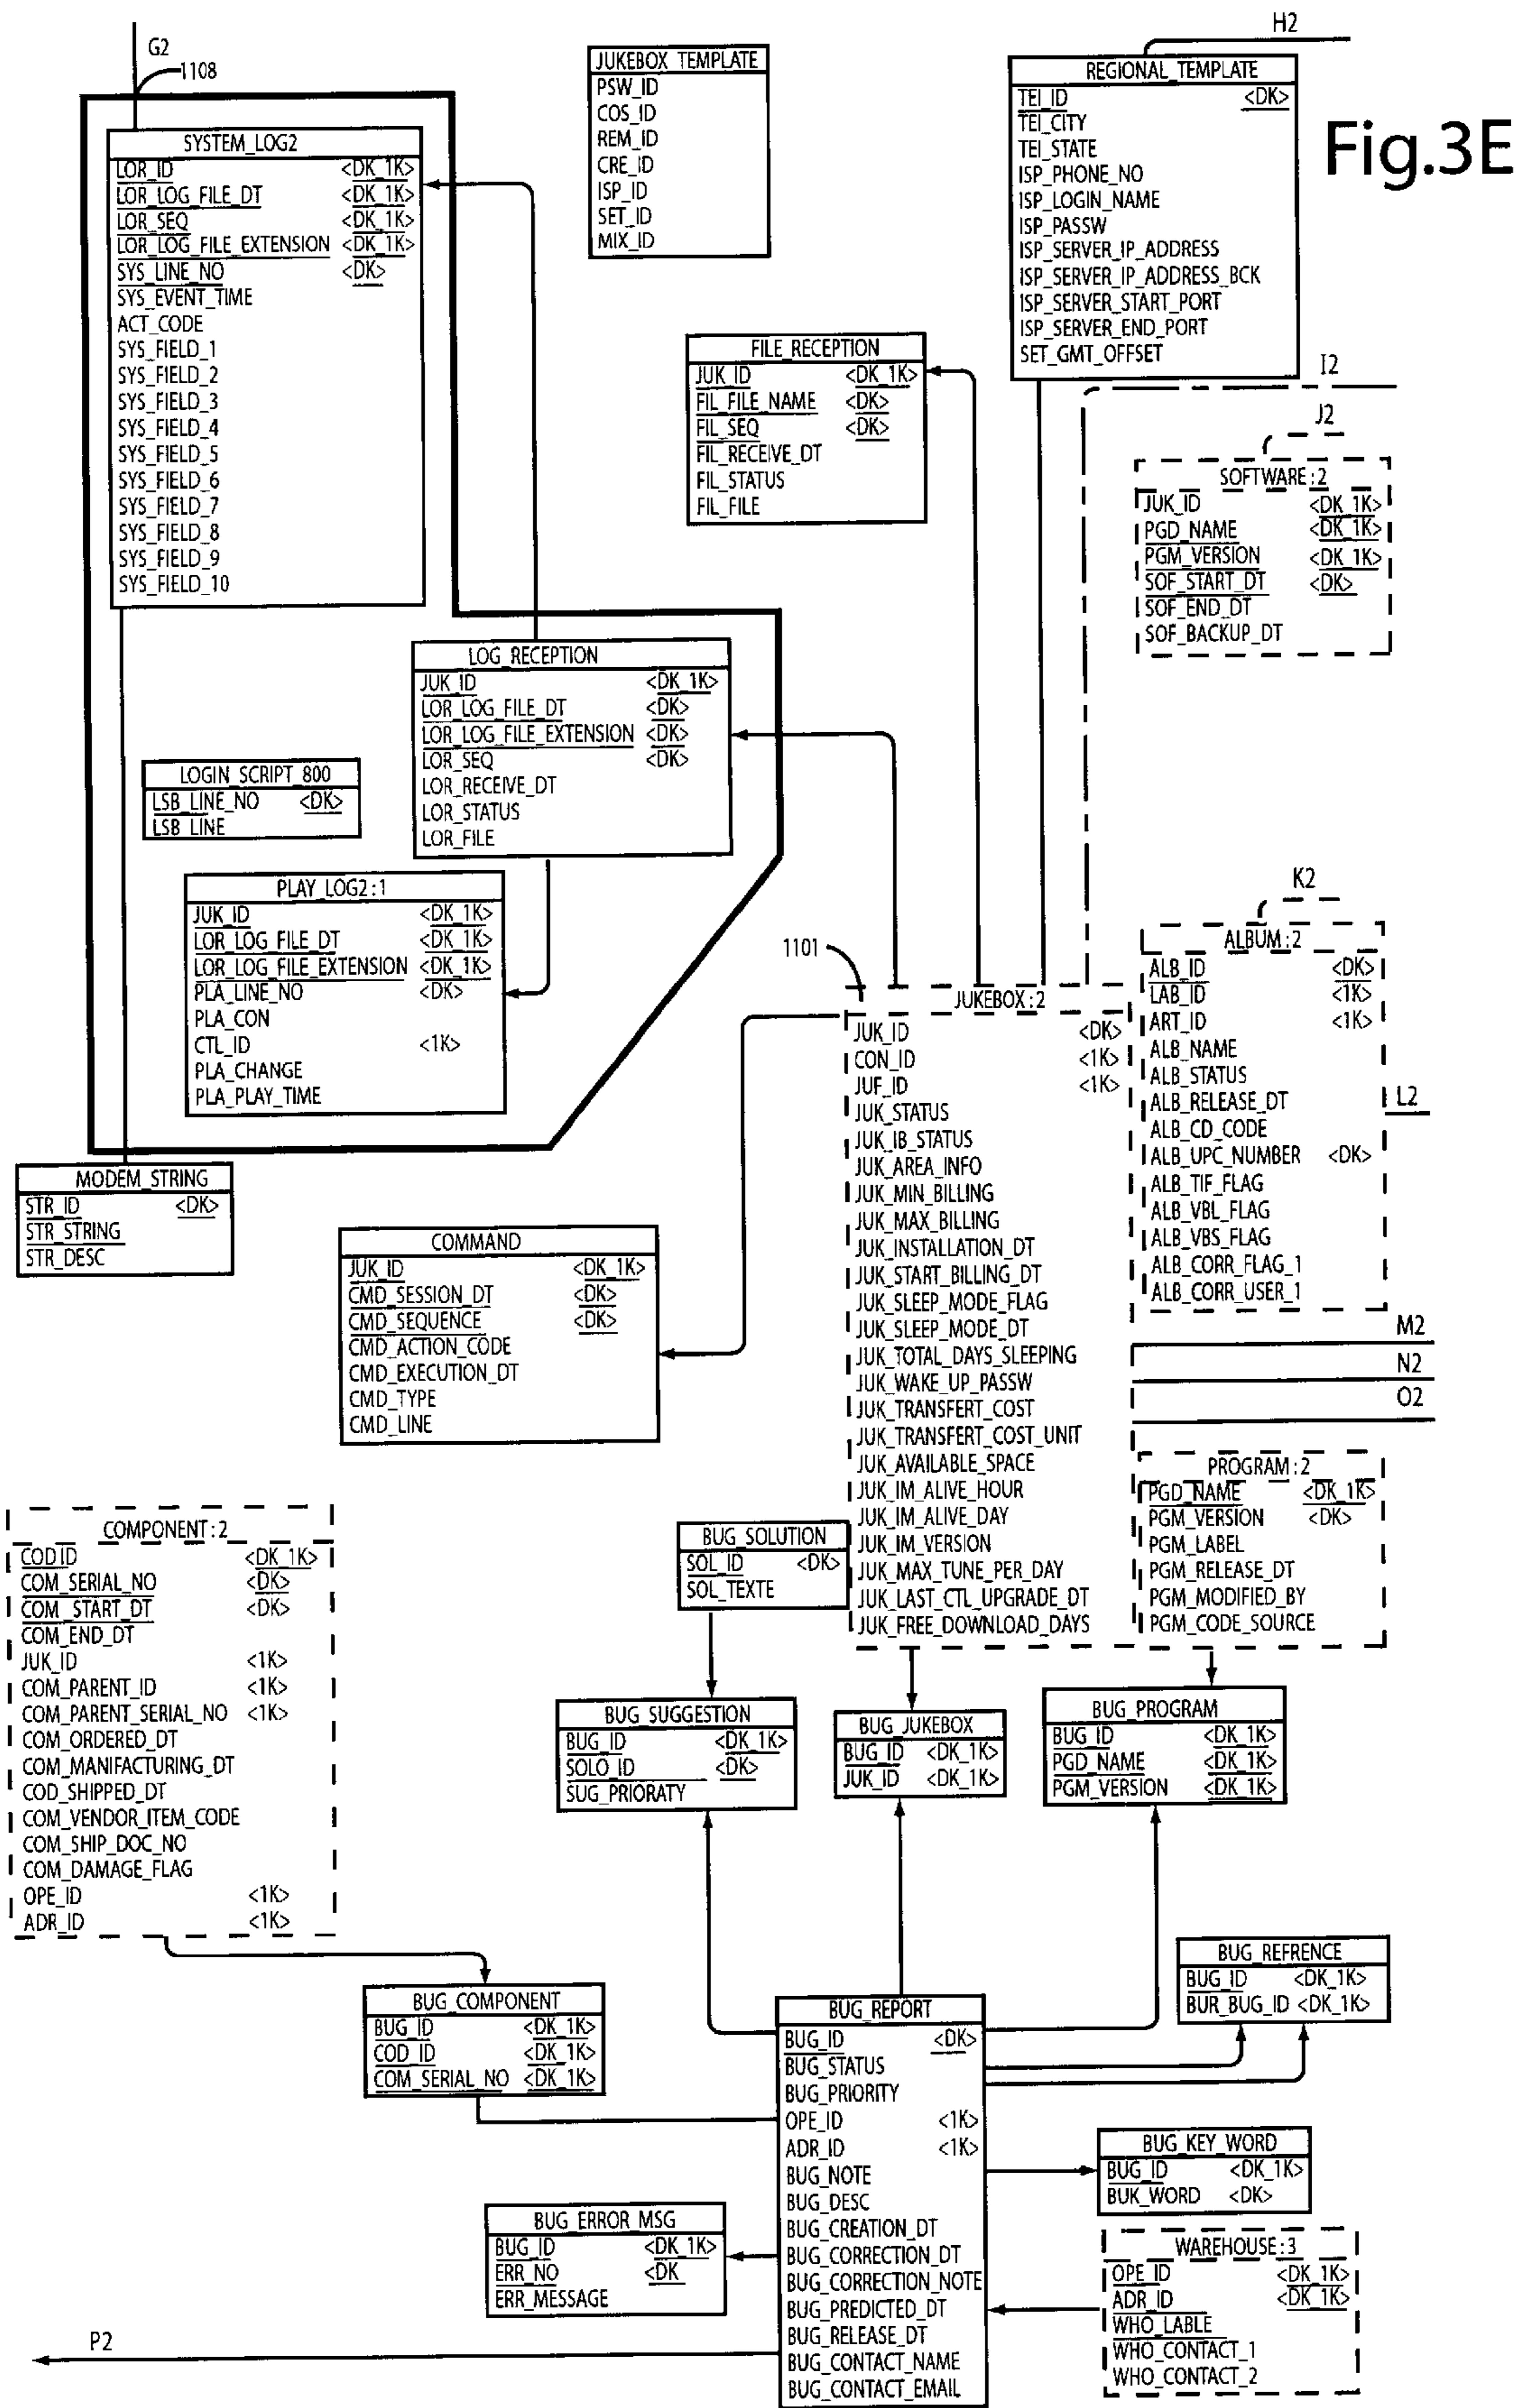 G2
1108
H2
Fig.3E
JUKEBOX_TEMPLATE
PSW_ID
COS_ID
REM_ID
CRE_ID
ISP_ID
SET_ID
MIX_ID
REGIONAL_TEMPLATE
TEI_ID <DK>
TEI_CITY
TEI_STATE
ISP_PHONE_NO
ISP_LOGIN_NAME
ISP_PASSW
ISP_SERVER_IP_ADDRESS
ISP_SERVER_IP_ADDRESS_BCK
ISP_SERVER_START_PORT
ISP_SERVER_END_PORT
SET_GMT_OFFSET
SYSTEM_LOG2
LOR_ID <DK_1K>
LOR_LOG_FILE_DT <DK_1K>
LOR_SEQ <DK_1K>
LOR_LOG_FILE_EXTENSION <DK_1K>
SYS_LINE_NO <DK>
SYS_EVENT_TIME
ACT_CODE
SYS_FIELD_1
SYS_FIELD_2
SYS_FIELD_3
SYS_FIELD_4
SYS_FIELD_5
SYS_FIELD_6
SYS_FIELD_7
SYS_FIELD_8
SYS_FIELD_9
SYS_FIELD_10
FILE_RECEPTION
JUK_ID <DK_1K>
FIL_FILE_NAME <DK>
FIL_SEQ <DK>
FIL_RECEIVE_DT
FIL_STATUS
FIL_FILE
I2
J2
SOFTWARE:2
JUK_ID <DK_1K>
PGD_NAME <DK_1K>
PGM_VERSION <DK_1K>
SOF_START_DT <DK>
SOF_END_DT
SOF_BACKUP_DT
LOG_RECEPTION
JUK_ID <DK_1K>
LOR_LOG_FILE_DT <DK>
LOR_LOG_FILE_EXTENSION <DK>
LOR_SEQ <DK>
LOR_RECEIVE_DT
LOR_STATUS
LOR_FILE
LOGIN_SCRIPT_800
LSB_LINE_NO <DK>
LSB_LINE
PLAY_LOG2:1
JUK_ID <DK_1K>
LOR_LOG_FILE_DT <DK_1K>
LOR_LOG_FILE_EXTENSION <DK_1K>
PLA_LINE_NO <DK>
PLA_CON
CTL_ID <1K>
PLA_CHANGE
PLA_PLAY_TIME
K2
ALBUM:2
ALB_ID <DK>
LAB_ID <1K>
ART_ID <1K>
ALB_NAME
ALB_STATUS
ALB_RELEASE_DT
ALB_CD_CODE
ALB_UPC_NUMBER <DK>
ALB_TIF_FLAG
ALB_VBL_FLAG
ALB_VBS_FLAG
ALB_CORR_FLAG_1
ALB_CORR_USER_1
L2
1101
JUKEBOX:2
JUK_ID <DK>
CON_ID <1K>
JUF_ID <1K>
JUK_STATUS
JUK_IB_STATUS
JUK_AREA_INFO
JUK_MIN_BILLING
JUK_MAX_BILLING
JUK_INSTALLATION_DT
JUK_START_BILLING_DT
JUK_SLEEP_MODE_FLAG
JUK_SLEEP_MODE_DT
JUK_TOTAL_DAYS_SLEEPING
JUK_WAKE_UP_PASSW
JUK_TRANSFERT_COST
JUK_TRANSFERT_COST_UNIT
JUK_AVAILABLE_SPACE
JUK_IM_ALIVE_HOUR
JUK_IM_ALIVE_DAY
JUK_IM_VERSION
JUK_MAX_TUNE_PER_DAY
JUK_LAST_CTL_UPGRADE_DT
JUK_FREE_DOWNLOAD_DAYS
MODEM_STRING
STR_ID <DK>
STR_STRING
STR_DESC
COMMAND
JUK_ID <DK_1K>
CMD_SESSION_DT <DK>
CMD_SEQUENCE <DK>
CMD_ACTION_CODE
CMD_EXECUTION_DT
CMD_TYPE
CMD_LINE
M2
N2
O2
PROGRAM:2
PGD_NAME <DK_1K>
PGM_VERSION <DK>
PGM_LABEL
PGM_RELEASE_DT
PGM_MODIFIED_BY
PGM_CODE_SOURCE
COMPONENT:2
CODID <DK_1K>
COM_SERIAL_NO <DK>
COM_START_DT <DK>
COM_END_DT
JUK_ID <1K>
COM_PARENT_ID <1K>
COM_PARENT_SERIAL_NO <1K>
COM_ORDERED_DT
COM_MANIFACTURING_DT
COD_SHIPPED_DT
COM_VENDOR_ITEM_CODE
COM_SHIP_DOC_NO
COM_DAMAGE_FLAG
OPE_ID <1K>
ADR_ID <1K>
BUG_SOLUTION
SOL_ID <DK>
SOL_TEXTE
BUG_SUGGESTION
BUG_ID <DK_1K>
SOLO_ID <DK>
SUG_PRIORATY
BUG_JUKEBOX
BUG_ID <DK_1K>
JUK_ID <DK_1K>
BUG_PROGRAM
BUG_ID <DK_1K>
PGD_NAME <DK_1K>
PGM_VERSION <DK_1K>
BUG_REFRENCE
BUG_ID <DK_1K>
BUR_BUG_ID <DK_1K>
BUG_COMPONENT
BUG_ID <DK_1K>
COD_ID <DK_1K>
COM_SERIAL_NO <DK_1K>
BUG_REPORT
BUG_ID <DK>
BUG_STATUS
BUG_PRIORITY
OPE_ID <1K>
ADR_ID <1K>
BUG_NOTE
BUG_DESC
BUG_CREATION_DT
BUG_CORRECTION_DT
BUG_CORRECTION_NOTE
BUG_PREDICTED_DT
BUG_RELEASE_DT
BUG_CONTACT_NAME
BUG_CONTACT_EMAIL
BUG_KEY_WORD
BUG_ID <DK_1K>
BUK_WORD <DK>
BUG_ERROR_MSG
BUG_ID <DK_1K>
ERR_NO <DK
ERR_MESSAGE
WAREHOUSE:3
OPE_ID <DK_1K>
ADR_ID <DK_1K>
WHO_LABLE
WHO_CONTACT_1
WHO_CONTACT_2
P2